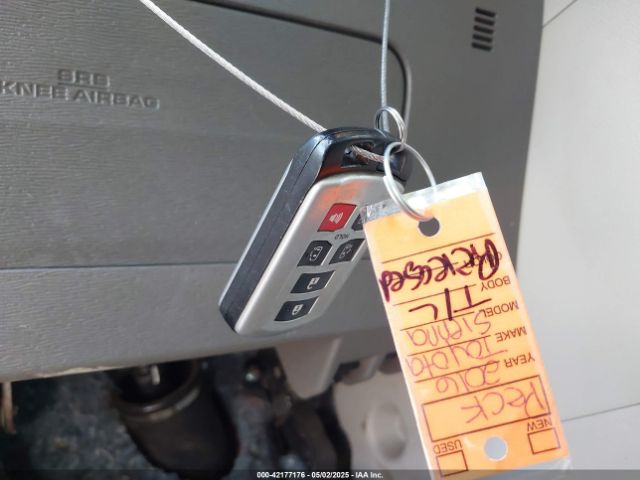 SRS
KNEE AIRBAG
HOLD
NEW
USED
PECK
YEAR 2016
MAKE Toyota
MODEL Sienna
BODY T/L
Released
000-42177176 - 05/02/2025 - IAA Inc.